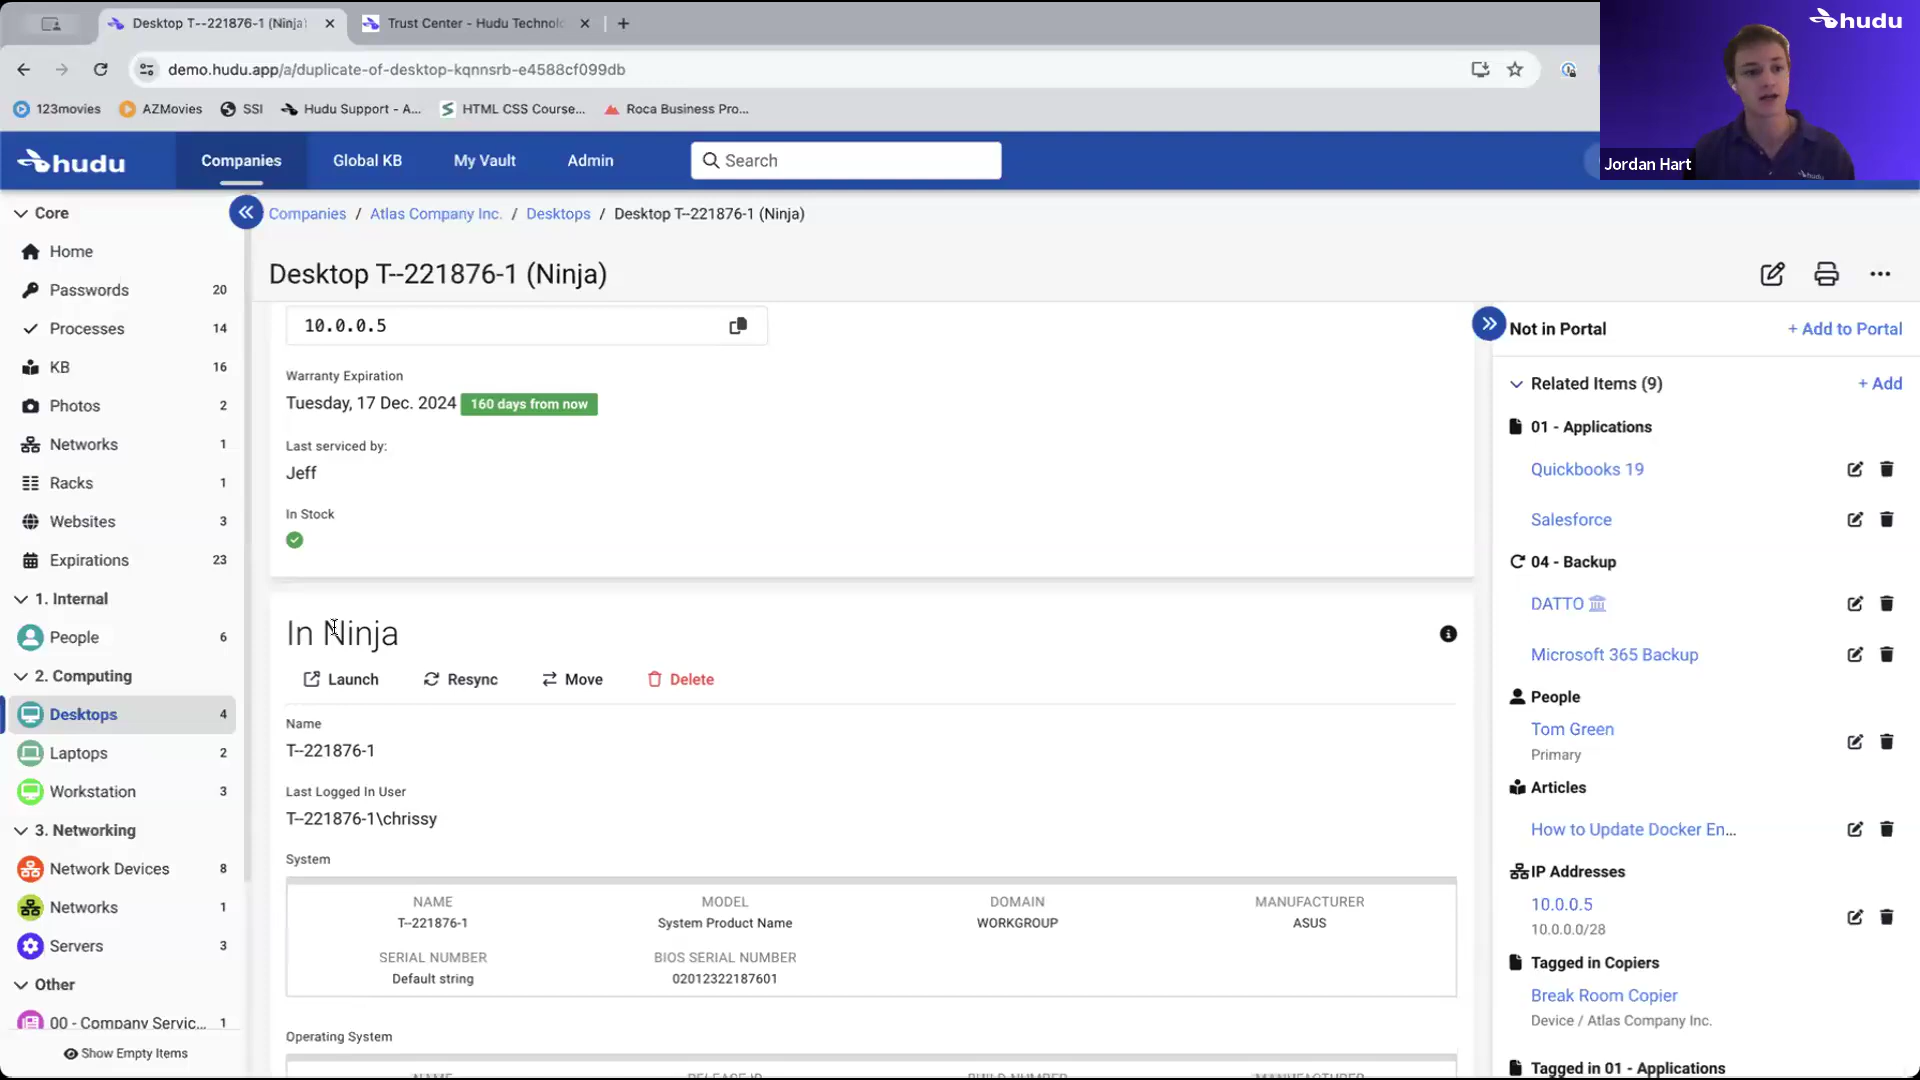 Desktop T--221876-1 (Ninja)
Trust Center - Hudu Technol
demo.hudu.app/a/duplicate-of-desktop-kqnnsrb-e4588cf099db
123movies
AZMovies
SSI
Hudu Support - A...
HTML CSS Course...
Roca Business Pro...
hudu
Jordan Hart
hudu
Companies
Global KB
My Vault
Admin
Search
Core
Home
Passwords 20
Processes 14
KB 16
Photos 2
Networks 1
Racks 1
Websites 3
Expirations 23
1. Internal
People 6
2. Computing
Desktops 4
Laptops 2
Workstation 3
3. Networking
Network Devices 8
Networks 1
Servers 3
Other
00 - Company Servic... 1
Show Empty Items
Companies / Atlas Company Inc. / Desktops / Desktop T--221876-1 (Ninja)
Desktop T--221876-1 (Ninja)
10.0.0.5
Warranty Expiration
Tuesday, 17 Dec. 2024 160 days from now
Last serviced by:
Jeff
In Stock
In Ninja
Launch
Resync
Move
Delete
Name
T--221876-1
Last Logged In User
T--221876-1\chrissy
System
NAME MODEL DOMAIN MANUFACTURER
T--221876-1 System Product Name WORKGROUP ASUS
SERIAL NUMBER BIOS SERIAL NUMBER
Default string 02012322187601
Operating System
NAME RELEASE ID BUILD NUMBER MANUFACTURER
Not in Portal
+ Add to Portal
Related Items (9)
+ Add
01 - Applications
Quickbooks 19
Salesforce
04 - Backup
DATTO
Microsoft 365 Backup
People
Tom Green
Primary
Articles
How to Update Docker En...
IP Addresses
10.0.0.5
10.0.0.0/28
Tagged in Copiers
Break Room Copier
Device / Atlas Company Inc.
Tagged in 01 - Applications